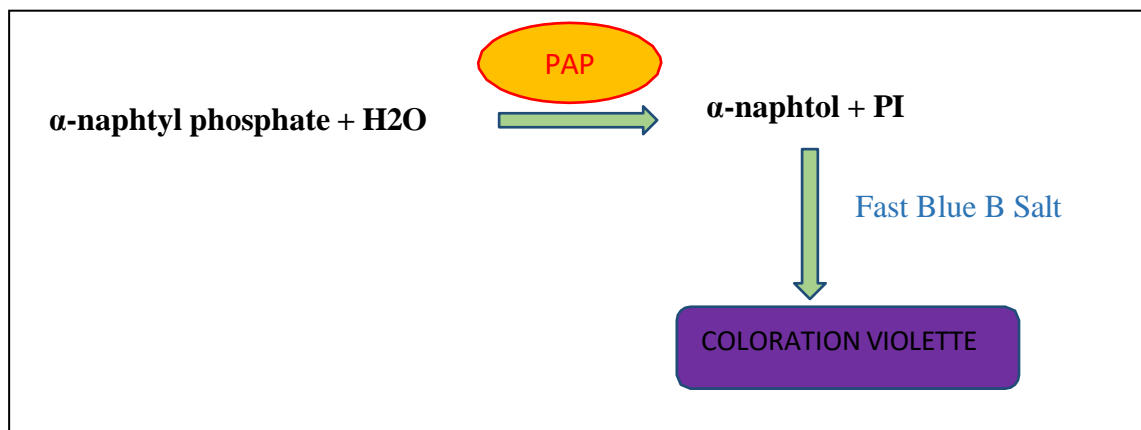 PAP
α-naphtyl phosphate + H2O
α-naphtol + PI
Fast Blue B Salt
COLORATION VIOLETTE